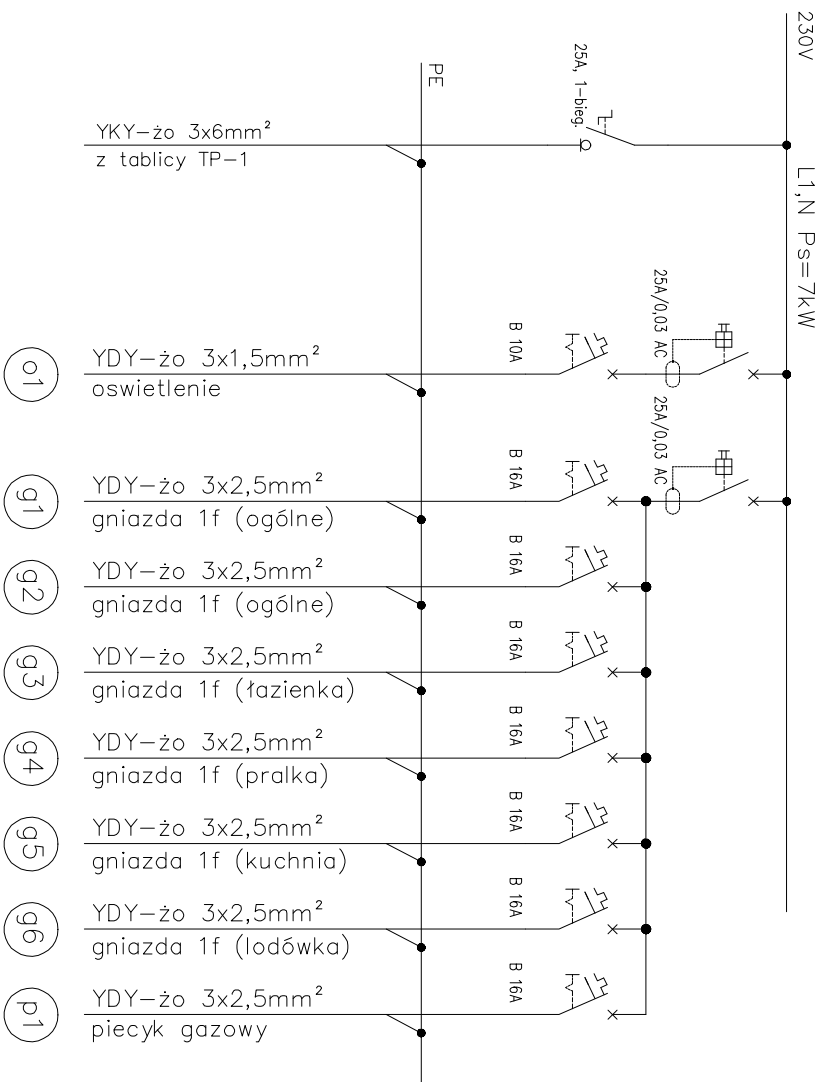 230V
L1,N Ps=7kW
PE
25A, 1-bieg.
YKY-żo 3x6mm²
z tablicy TP-1
25A/0,03 AC
B 10A
YDY-żo 3x1,5mm²
oswietlenie
o1
25A/0,03 AC
B 16A
YDY-żo 3x2,5mm²
gniazda 1f (ogólne)
g1
B 16A
YDY-żo 3x2,5mm²
gniazda 1f (ogólne)
g2
B 16A
YDY-żo 3x2,5mm²
gniazda 1f (łazienka)
g3
B 16A
YDY-żo 3x2,5mm²
gniazda 1f (pralka)
g4
B 16A
YDY-żo 3x2,5mm²
gniazda 1f (kuchnia)
g5
B 16A
YDY-żo 3x2,5mm²
gniazda 1f (lodówka)
g6
B 16A
YDY-żo 3x2,5mm²
piecyk gazowy
p1